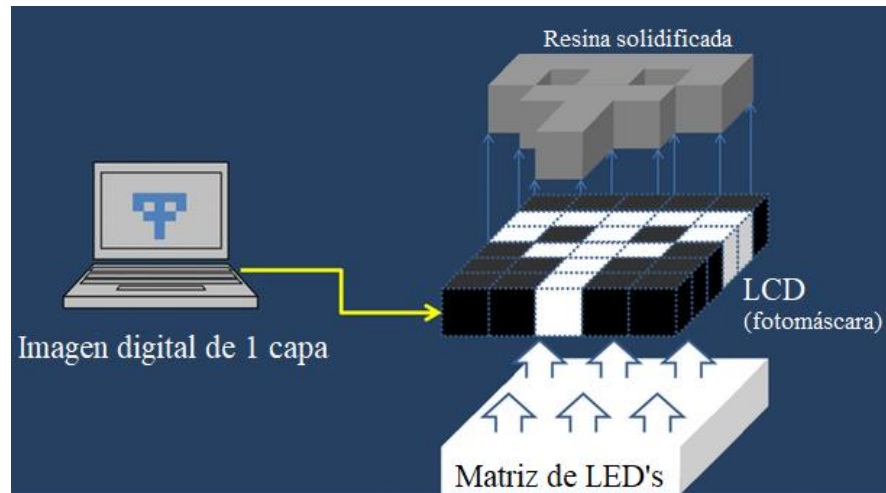 Resina solidificada
Imagen digital de 1 capa
LCD
(fotomáscara)
Matriz de LED's